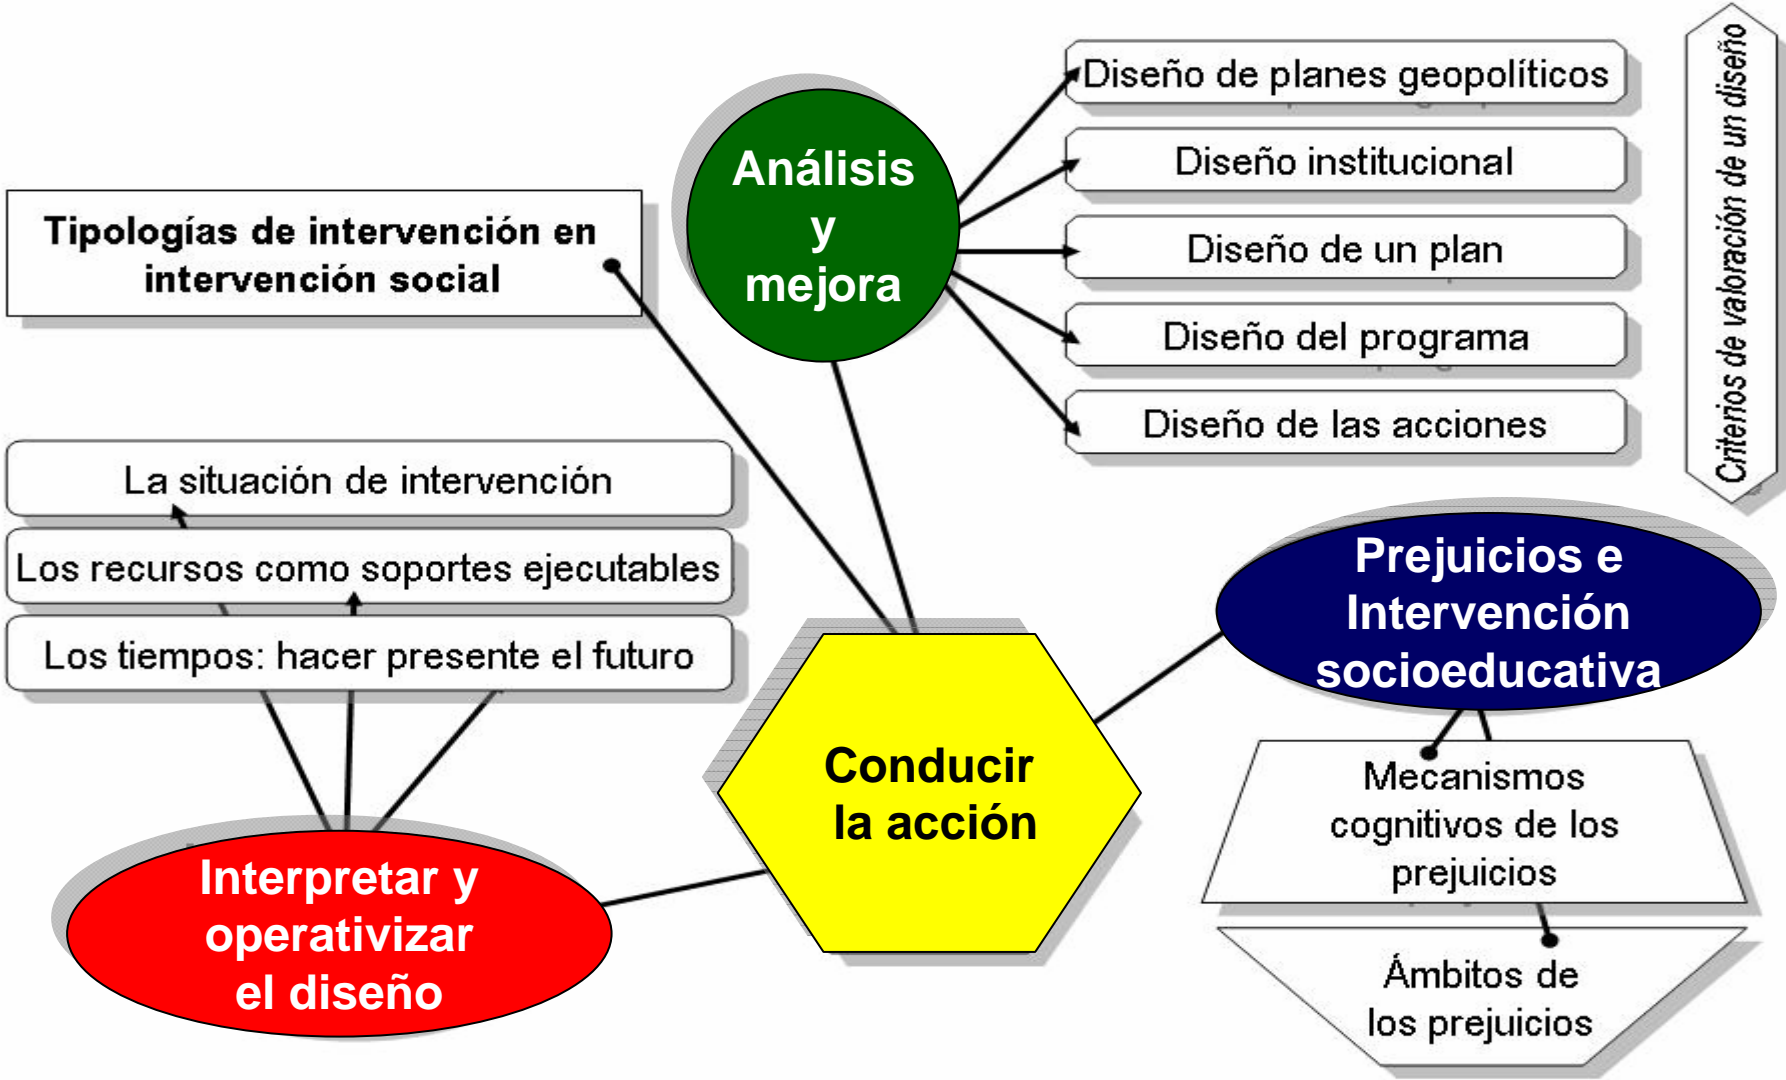 Análisis
y
mejora
Diseño de planes geopolíticos
Diseño institucional
Diseño de un plan
Diseño del programa
Diseño de las acciones
Criterios de valoración de un diseño
Tipologías de intervención en
intervención social
La situación de intervención
Los recursos como soportes ejecutables
Los tiempos: hacer presente el futuro
Interpretar y
operativizar
el diseño
Conducir
la acción
Prejuicios e
Intervención
socioeducativa
Mecanismos
cognitivos de los
prejuicios
Ámbitos de
los prejuicios